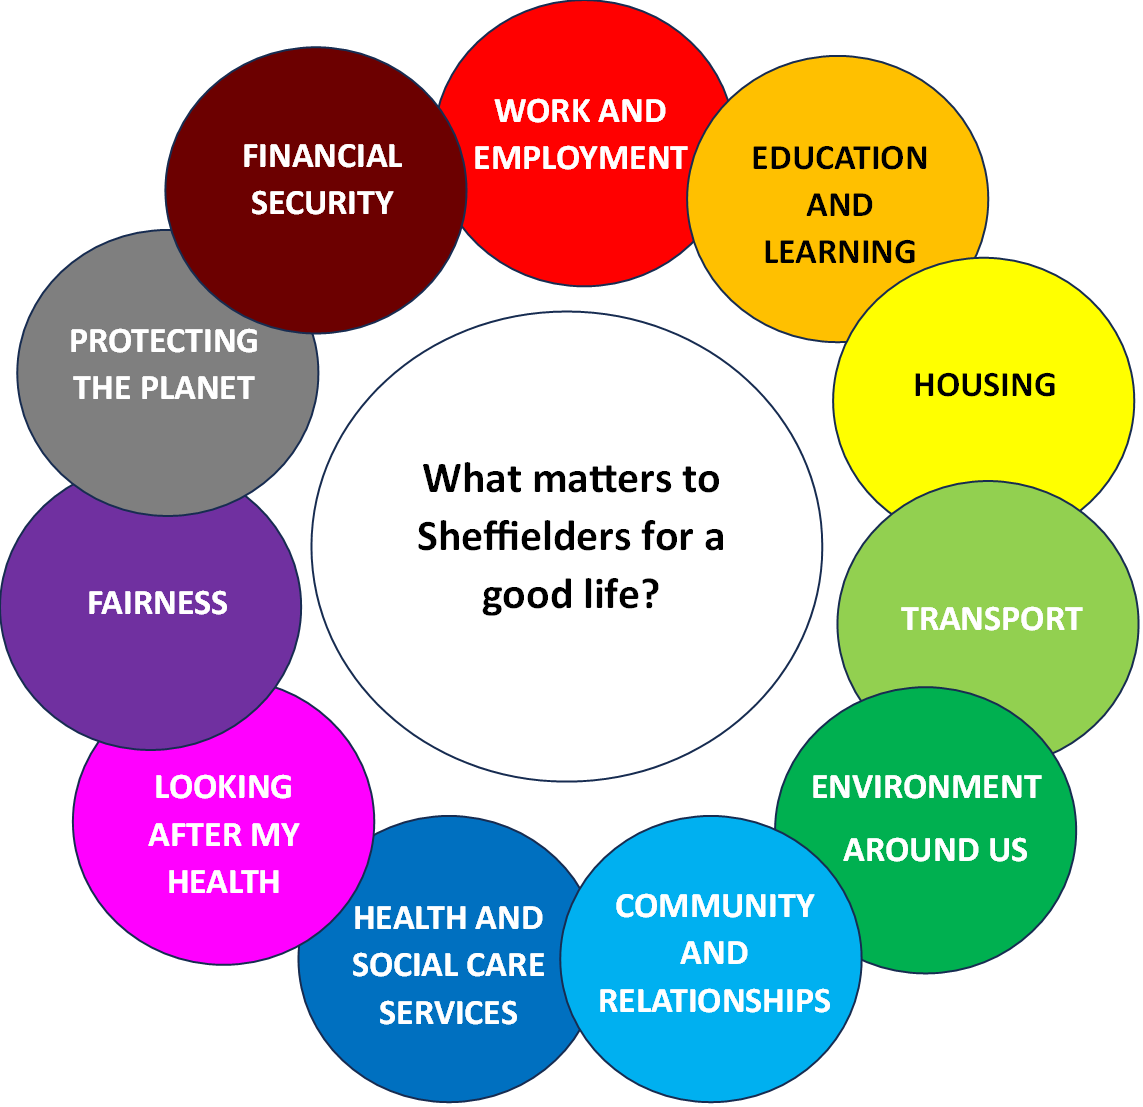 What matters to
Sheffielders for a
good life?
WORK AND
EMPLOYMENT
EDUCATION
AND
LEARNING
HOUSING
TRANSPORT
ENVIRONMENT
AROUND US
COMMUNITY
AND
RELATIONSHIPS
HEALTH AND
SOCIAL CARE
SERVICES
LOOKING
AFTER MY
HEALTH
FAIRNESS
PROTECTING
THE PLANET
FINANCIAL
SECURITY